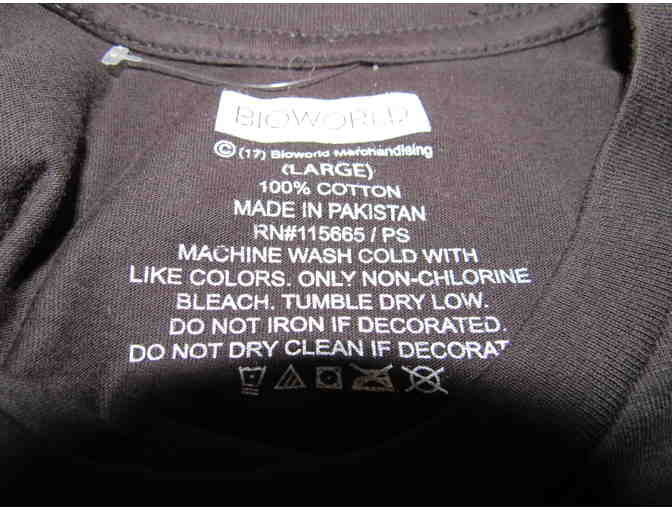 BIOWORLD
© (17) Bioworld Merchandising
(LARGE)
100% COTTON
MADE IN PAKISTAN
RN#115665 / PS
MACHINE WASH COLD WITH
LIKE COLORS. ONLY NON-CHLORINE
BLEACH. TUMBLE DRY LOW.
DO NOT IRON IF DECORATED.
DO NOT DRY CLEAN IF DECORAT